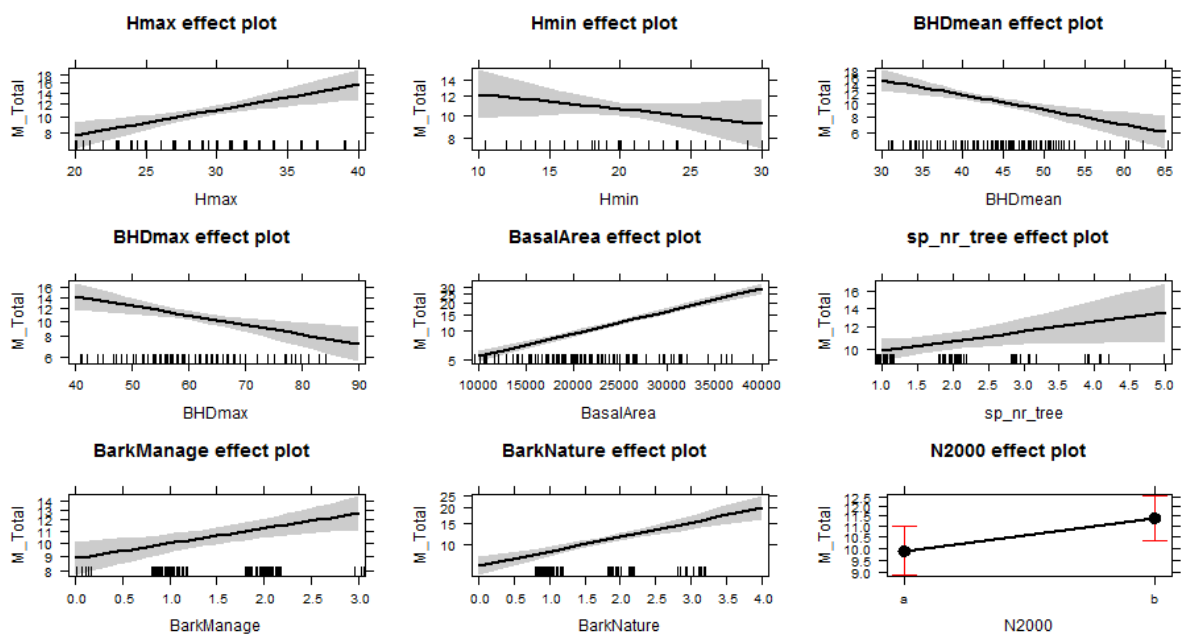 Hmax effect plot
M_Total
18
16
14
12
10
8
20 25 30 35 40
Hmax
Hmin effect plot
M_Total
14
12
10
8
10 15 20 25 30
Hmin
BHDmean effect plot
M_Total
18
16
14
12
10
8
6
30 35 40 45 50 55 60 65
BHDmean
BHDmax effect plot
M_Total
16
14
12
10
8
6
40 50 60 70 80 90
BHDmax
BasalArea effect plot
M_Total
30
25
20
15
10
5
10000 15000 20000 25000 30000 35000 40000
BasalArea
sp_nr_tree effect plot
M_Total
16
14
12
10
1.0 1.5 2.0 2.5 3.0 3.5 4.0 4.5 5.0
sp_nr_tree
BarkManage effect plot
M_Total
14
13
12
11
10
9
8
0.0 0.5 1.0 1.5 2.0 2.5 3.0
BarkManage
BarkNature effect plot
M_Total
25
20
15
10
0.0 0.5 1.0 1.5 2.0 2.5 3.0 3.5 4.0
BarkNature
N2000 effect plot
M_Total
12.5
12.0
11.5
11.0
10.5
10.0
9.5
9.0
a b
N2000